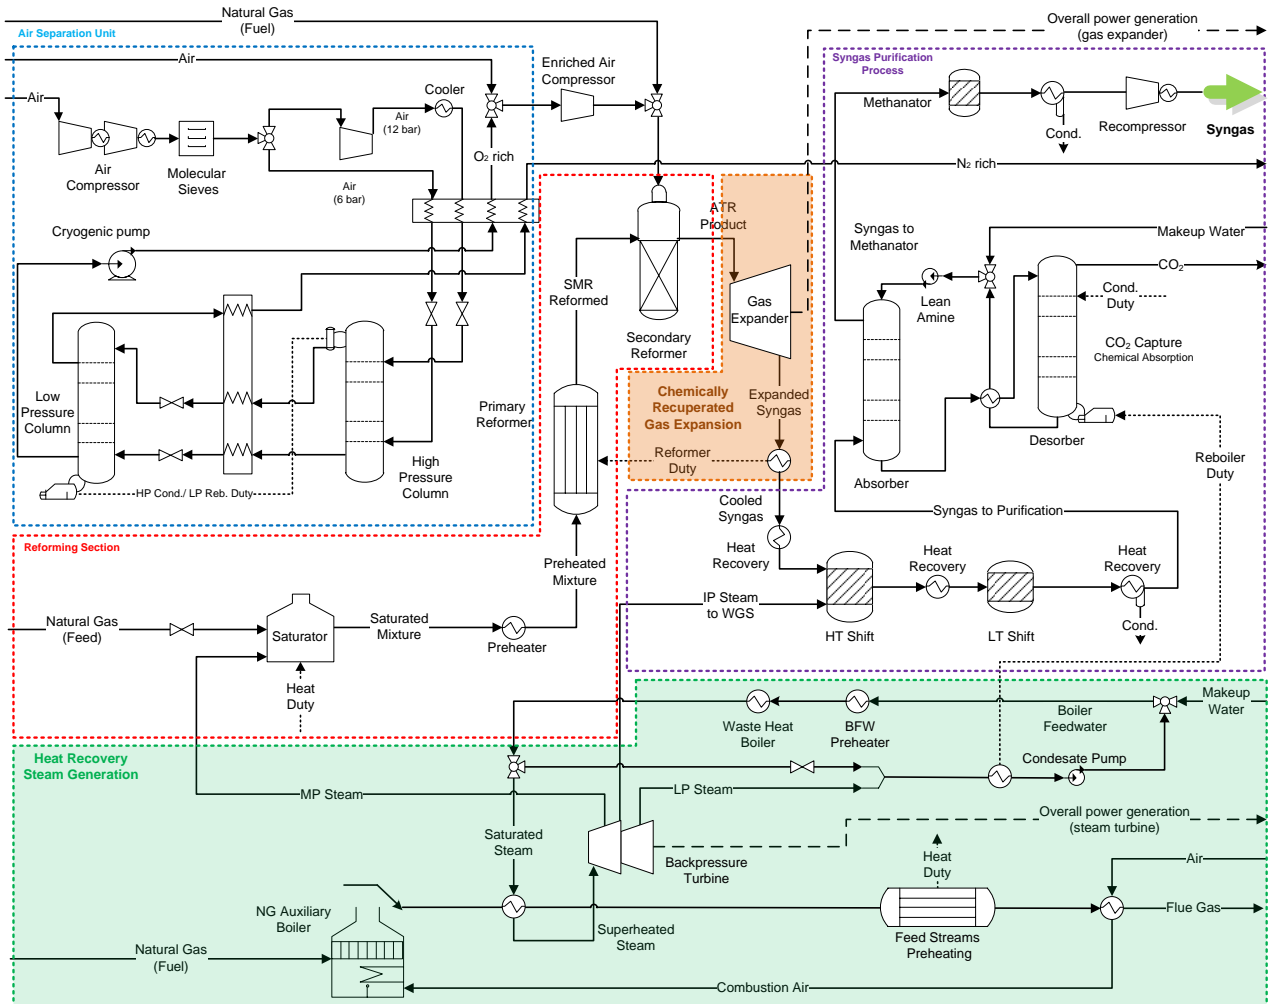 Natural Gas
(Fuel)
Overall power generation
(gas expander)
Air Separation Unit
Air
Enriched Air
Compressor
Syngas Purification
Process
Air
Cooler
Air
(12 bar)
Methanator
Cond.
Recompressor
Syngas
Air
Compressor
Molecular
Sieves
O2 rich
N2 rich
Air
(6 bar)
ATR
Product
Cryogenic pump
Syngas to
Methanator
Makeup Water
CO2
SMR
Reformed
Lean
Amine
Cond.
Duty
Gas
Expander
Secondary
Reformer
CO2 Capture
Chemical Absorption
Low
Pressure
Column
Primary
Reformer
Chemically
Recuperated
Gas Expansion
Expanded
Syngas
Desorber
High
Pressure
Column
Reformer
Duty
Reboiler
Duty
Absorber
HP Cond./ LP Reb. Duty
Cooled
Syngas
Syngas to Purification
Reforming Section
Heat
Recovery
Heat
Recovery
Heat
Recovery
Preheated
Mixture
IP Steam
to WGS
Natural Gas
(Feed)
Saturator
Saturated
Mixture
Preheater
HT Shift
LT Shift
Cond.
Heat
Duty
Makeup
Water
Waste Heat
Boiler
BFW
Preheater
Boiler
Feedwater
Heat Recovery
Steam Generation
Condesate Pump
MP Steam
LP Steam
Overall power generation
(steam turbine)
Saturated
Steam
Backpressure
Turbine
Heat
Duty
Air
NG Auxiliary
Boiler
Flue Gas
Superheated
Steam
Feed Streams
Preheating
Natural Gas
(Fuel)
Combustion Air